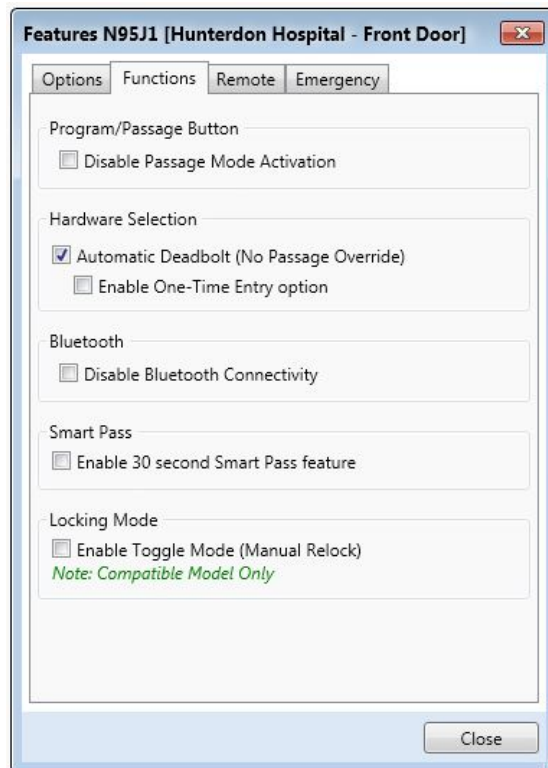 Features N95J1 [Hunterdon Hospital - Front Door]
Options Functions Remote Emergency
Program/Passage Button
Disable Passage Mode Activation
Hardware Selection
Automatic Deadbolt (No Passage Override)
Enable One-Time Entry option
Bluetooth
Disable Bluetooth Connectivity
Smart Pass
Enable 30 second Smart Pass feature
Locking Mode
Enable Toggle Mode (Manual Relock)
Note: Compatible Model Only
Close